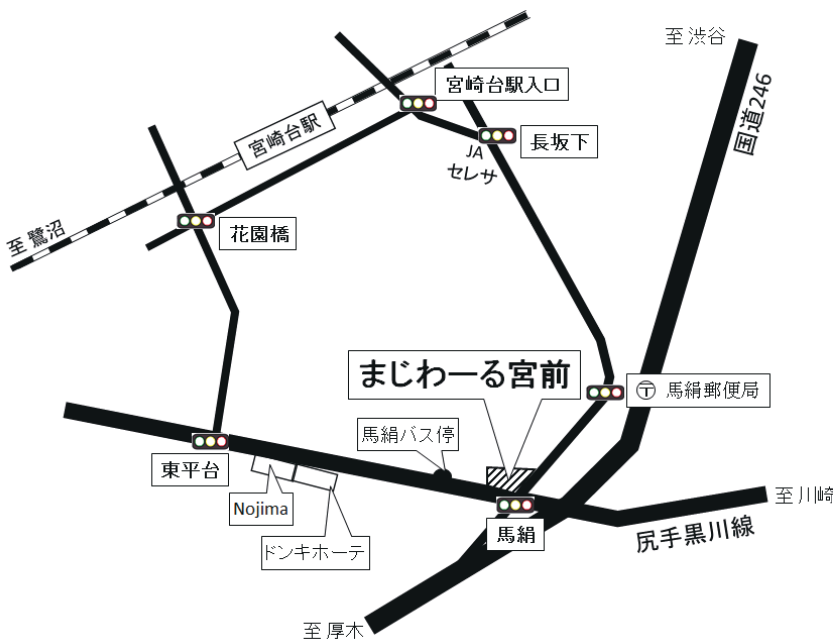 至 渋谷
国道246
宮崎台駅入口
長坂下
JA
セレサ
宮崎台駅
花園橋
至 鷺沼
まじわーる宮前
〒 馬絹郵便局
馬絹バス停
東平台
Nojima
ドンキホーテ
馬絹
至 川崎
尻手黒川線
至 厚木